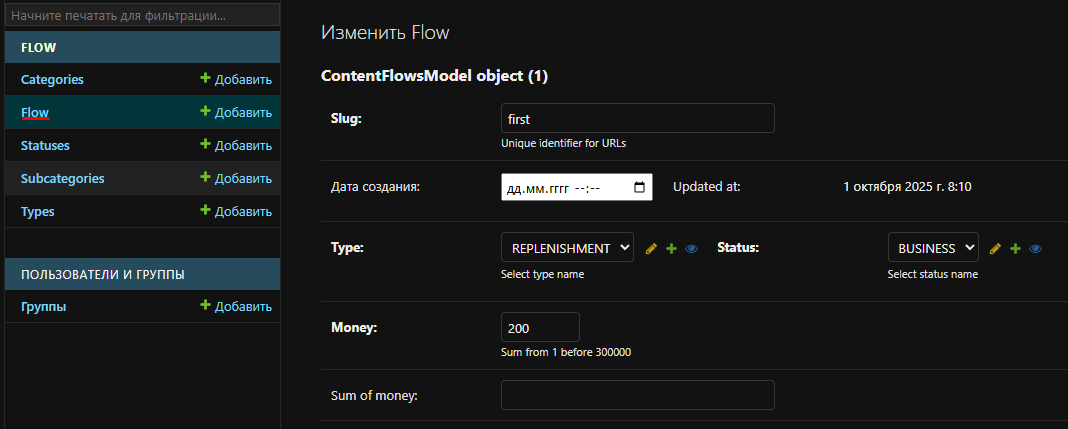 Начните печатать для фильтрации...
FLOW
Categories + Добавить
Flow + Добавить
Statuses + Добавить
Subcategories + Добавить
Types + Добавить
ПОЛЬЗОВАТЕЛИ И ГРУППЫ
Группы + Добавить
Изменить Flow
ContentFlowsModel object (1)
Slug: first
Unique identifier for URLs
Дата создания: дд.мм.гггг --:-- Updated at: 1 октября 2025 г. 8:10
Type: REPLENISHMENT Status: BUSINESS
Select type name Select status name
Money: 200
Sum from 1 before 300000
Sum of money: